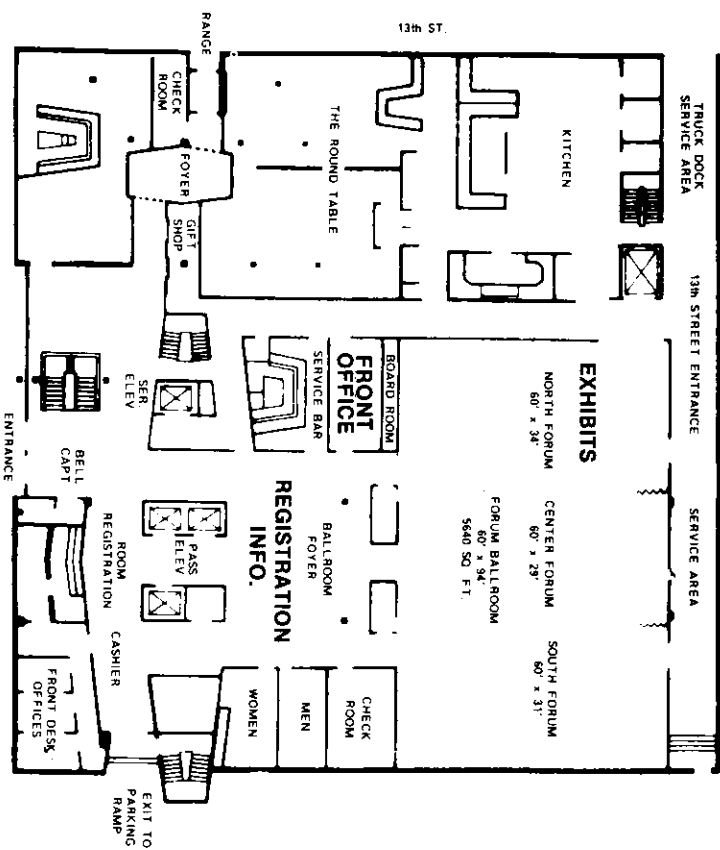 13th ST.
TRUCK DOCK
SERVICE AREA
13th STREET ENTRANCE
SERVICE AREA
KITCHEN
EXHIBITS
NORTH FORUM
60' x 34'
CENTER FORUM
60' x 29'
SOUTH FORUM
60' x 31'
FORUM BALLROOM
60' x 94'
5640 SQ FT.
THE ROUND TABLE
BOARD ROOM
FRONT
OFFICE
SERVICE BAR
BALLROOM
FOYER
REGISTRATION
INFO.
CHECK
ROOM
MEN
WOMEN
RANGE
CHECK
ROOM
FOYER
GIFT
SHOP
SER
ELEV
PASS
ELEV
BELL
CAPT
ENTRANCE
ROOM
REGISTRATION
CASHIER
FRONT DESK
OFFICES
EXIT TO
PARKING
RAMP